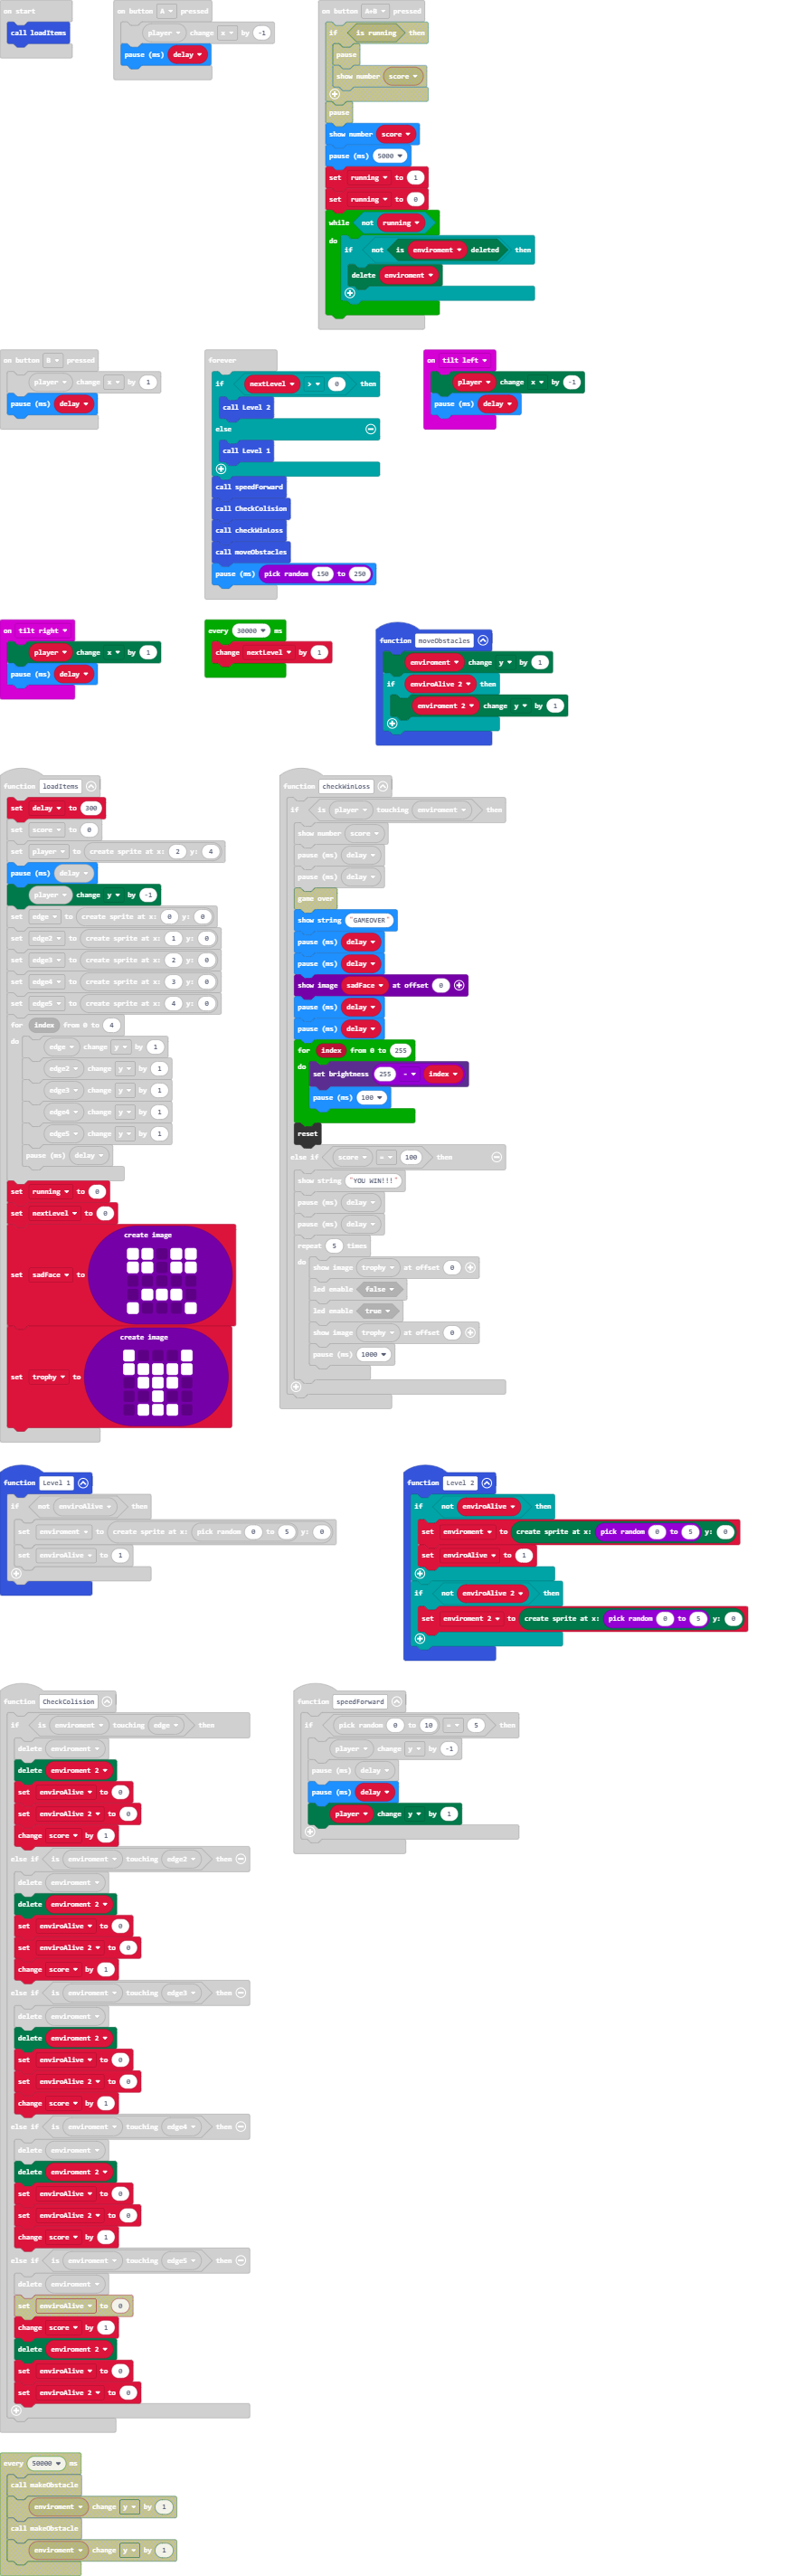 on start
call loadItems
on button A pressed
player change x by -1
pause (ms) delay
on button A+B pressed
if is running then
pause
show number score
pause
show number score
pause (ms) 5000
set running to 1
set running to 0
while not running
do if not is enviroment deleted then
delete enviroment
on button B pressed
player change x by 1
pause (ms) delay
forever
if nextLevel > 0 then
call Level 2
else
call Level 1
call speedForward
call CheckColision
call checkWinLoss
call moveObstacles
pause (ms) pick random 150 to 250
on tilt left
player change x by -1
pause (ms) delay
on tilt right
player change x by 1
pause (ms) delay
every 30000 ms
change nextLevel by 1
function moveObstacles
enviroment change y by 1
if enviroAlive 2 then
enviroment 2 change y by 1
function loadItems
set delay to 300
set score to 0
set player to create sprite at x: 2 y: 4
pause (ms) delay
player change y by -1
set edge to create sprite at x: 0 y: 0
set edge2 to create sprite at x: 1 y: 0
set edge3 to create sprite at x: 2 y: 0
set edge4 to create sprite at x: 3 y: 0
set edge5 to create sprite at x: 4 y: 0
for index from 0 to 4
do edge change y by 1
edge2 change y by 1
edge3 change y by 1
edge4 change y by 1
edge5 change y by 1
pause (ms) delay
set running to 0
set nextLevel to 0
create image
set sadFace to
create image
set trophy to
function checkWinLoss
if is player touching enviroment then
show number score
pause (ms) delay
pause (ms) delay
game over
show string "GAMEOVER"
pause (ms) delay
pause (ms) delay
show image sadFace at offset 0
pause (ms) delay
pause (ms) delay
for index from 0 to 255
do set brightness 255 - index
pause (ms) 100
reset
else if score = 100 then
show string "YOU WIN!!!"
pause (ms) delay
pause (ms) delay
repeat 5 times
do show image trophy at offset 0
led enable false
led enable true
show image trophy at offset 0
pause (ms) 1000
function Level 1
if not enviroAlive then
set enviroment to create sprite at x: pick random 0 to 5 y: 0
set enviroAlive to 1
function Level 2
if not enviroAlive then
set enviroment to create sprite at x: pick random 0 to 5 y: 0
set enviroAlive to 1
if not enviroAlive 2 then
set enviroment 2 to create sprite at x: pick random 0 to 5 y: 0
function CheckColision
if is enviroment touching edge then
delete enviroment
delete enviroment 2
set enviroAlive to 0
set enviroAlive 2 to 0
change score by 1
else if is enviroment touching edge2 then
delete enviroment
delete enviroment 2
set enviroAlive to 0
set enviroAlive 2 to 0
change score by 1
else if is enviroment touching edge3 then
delete enviroment
delete enviroment 2
set enviroAlive to 0
set enviroAlive 2 to 0
change score by 1
else if is enviroment touching edge4 then
delete enviroment
delete enviroment 2
set enviroAlive to 0
set enviroAlive 2 to 0
change score by 1
else if is enviroment touching edge5 then
delete enviroment
set enviroAlive to 0
change score by 1
delete enviroment 2
set enviroAlive to 0
set enviroAlive 2 to 0
function speedForward
if pick random 0 to 10 = 5 then
player change y by -1
pause (ms) delay
pause (ms) delay
player change y by 1
every 50000 ms
call makeObstacle
enviroment change y by 1
call makeObstacle
enviroment change y by 1